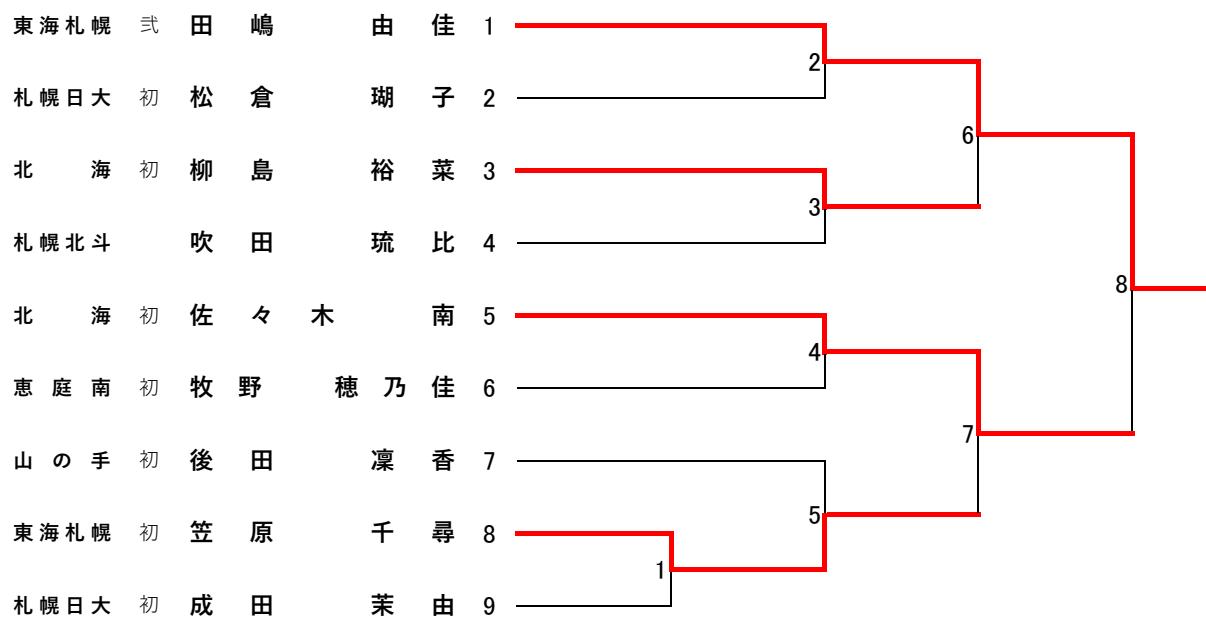 東海札幌 弐 田嶋 由佳 1
2
札幌日大 初 松倉 瑚子 2
6
北海 初 柳島 裕菜 3
3
札幌北斗 吹田 琉比 4
8
北海 初 佐々木 南 5
4
恵庭南 初 牧野 穂乃佳 6
7
山の手 初 後田 凜香 7
5
東海札幌 初 笠原 千尋 8
1
札幌日大 初 成田 茉由 9